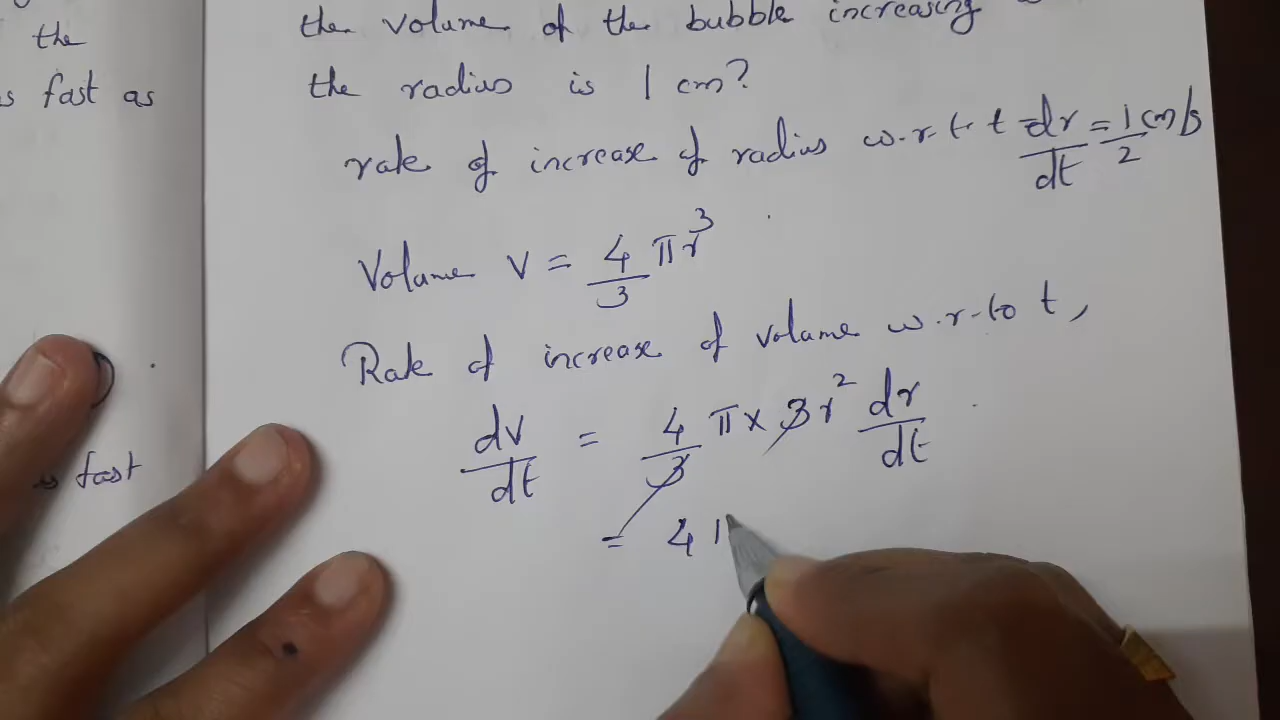 the
s fast as
is fast
the volume of the bubble increasing
the radius is 1 cm?
rate of increase of radius w.r.to t dr/dt = 1/2 cm/s
Volume V = 4/3 πr³
Rate of increase of volume w.r.to t,
dv/dt = 4/3 π x 3r² dr/dt
= 4